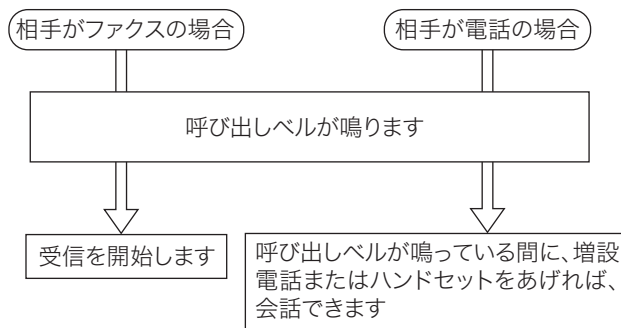 相手がファクスの場合
相手が電話の場合
呼び出しベルが鳴ります
受信を開始します
呼び出しベルが鳴っている間に、増設
電話またはハンドセットをあげれば、
会話できます